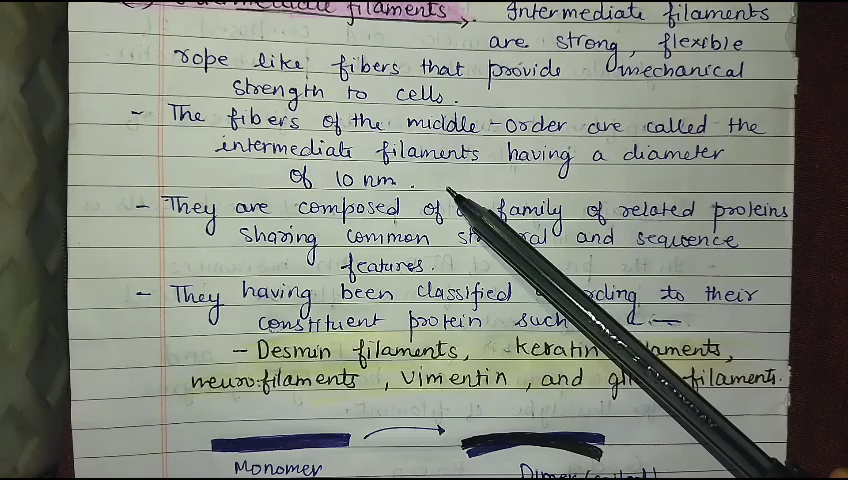 Intermediate filaments . Intermediate filaments
are strong, flexible
rope like fibers that provide mechanical
strength to cells.
- The fibers of the middle-order are called the
intermediate filaments having a diameter
of 10 nm.
- They are composed of family of related proteins
sharing common and sequence
features.
- They having been classified to their
constituent protein such
- Desmin filaments, keratin
neurofilaments, vimentin, and filaments.
Monomer Dimer